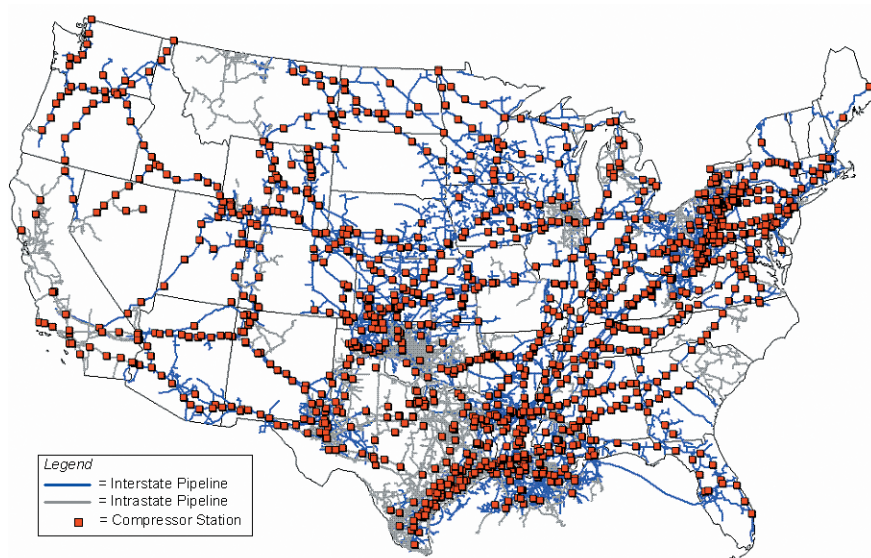 Legend
= Interstate Pipeline
= Intrastate Pipeline
= Compressor Station